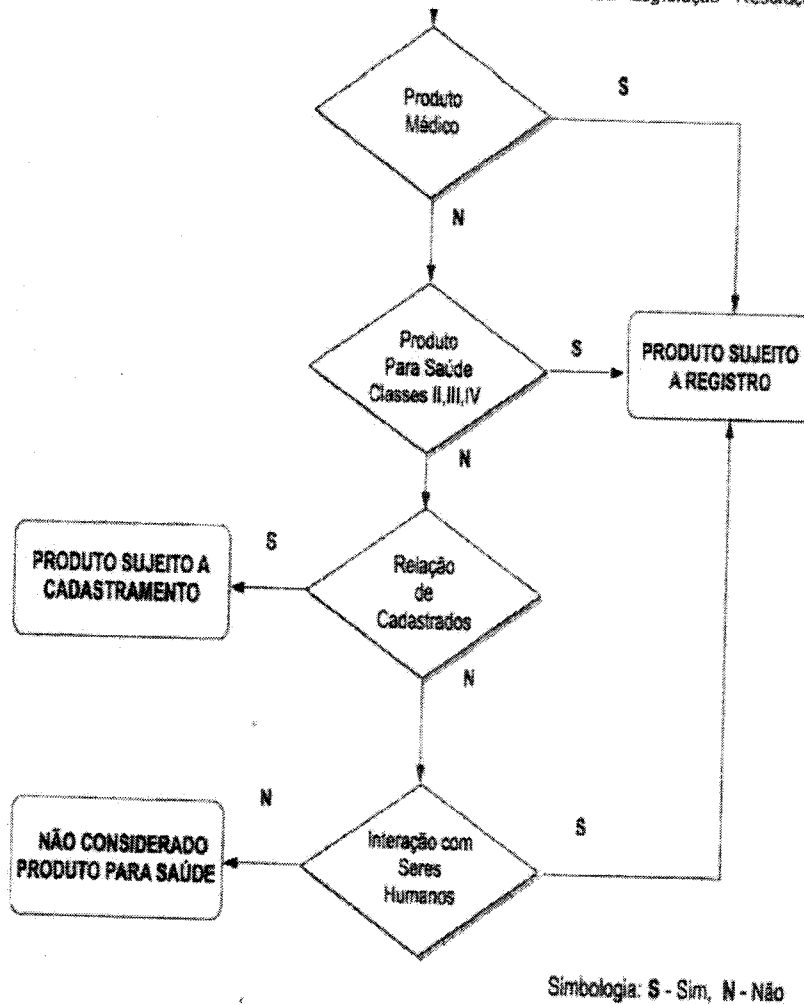 Produto
Médico
S
N
Produto
Para Saúde
Classes II,III,IV
S
PRODUTO SUJEITO
A REGISTRO
N
S
PRODUTO SUJEITO A
CADASTRAMENTO
Relação
de
Cadastrados
N
N
NÃO CONSIDERADO
PRODUTO PARA SAÚDE
Interação com
Seres
Humanos
S
Simbologia: S - Sim, N - Não